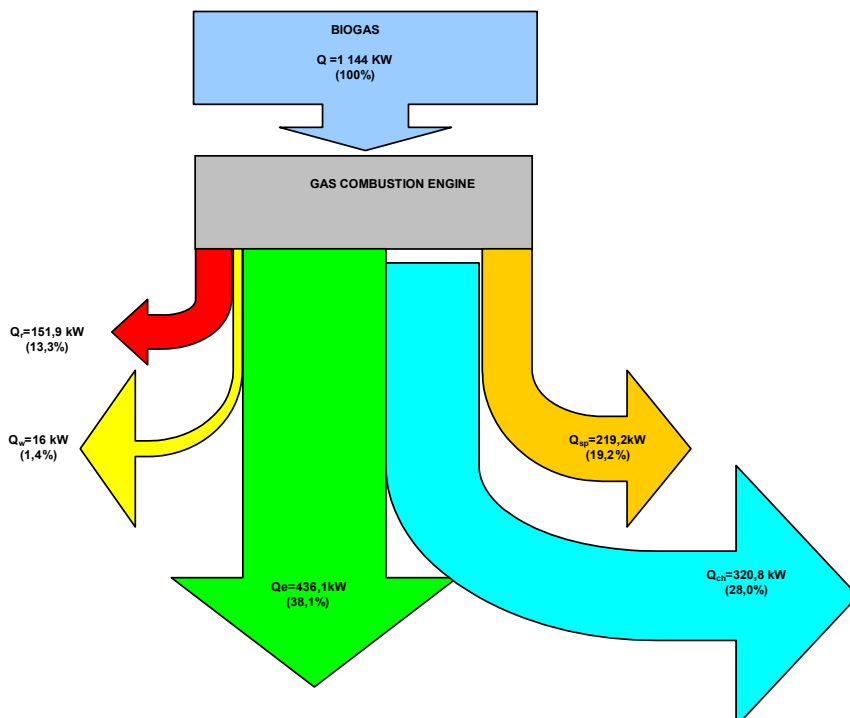 BIOGAS
Q =1 144 KW
(100%)
GAS COMBUSTION ENGINE
Qr=151,9 kW
(13,3%)
Qw=16 kW
(1,4%)
Qsp=219,2kW
(19,2%)
Qe=436,1kW
(38,1%)
Qch=320,8 kW
(28,0%)